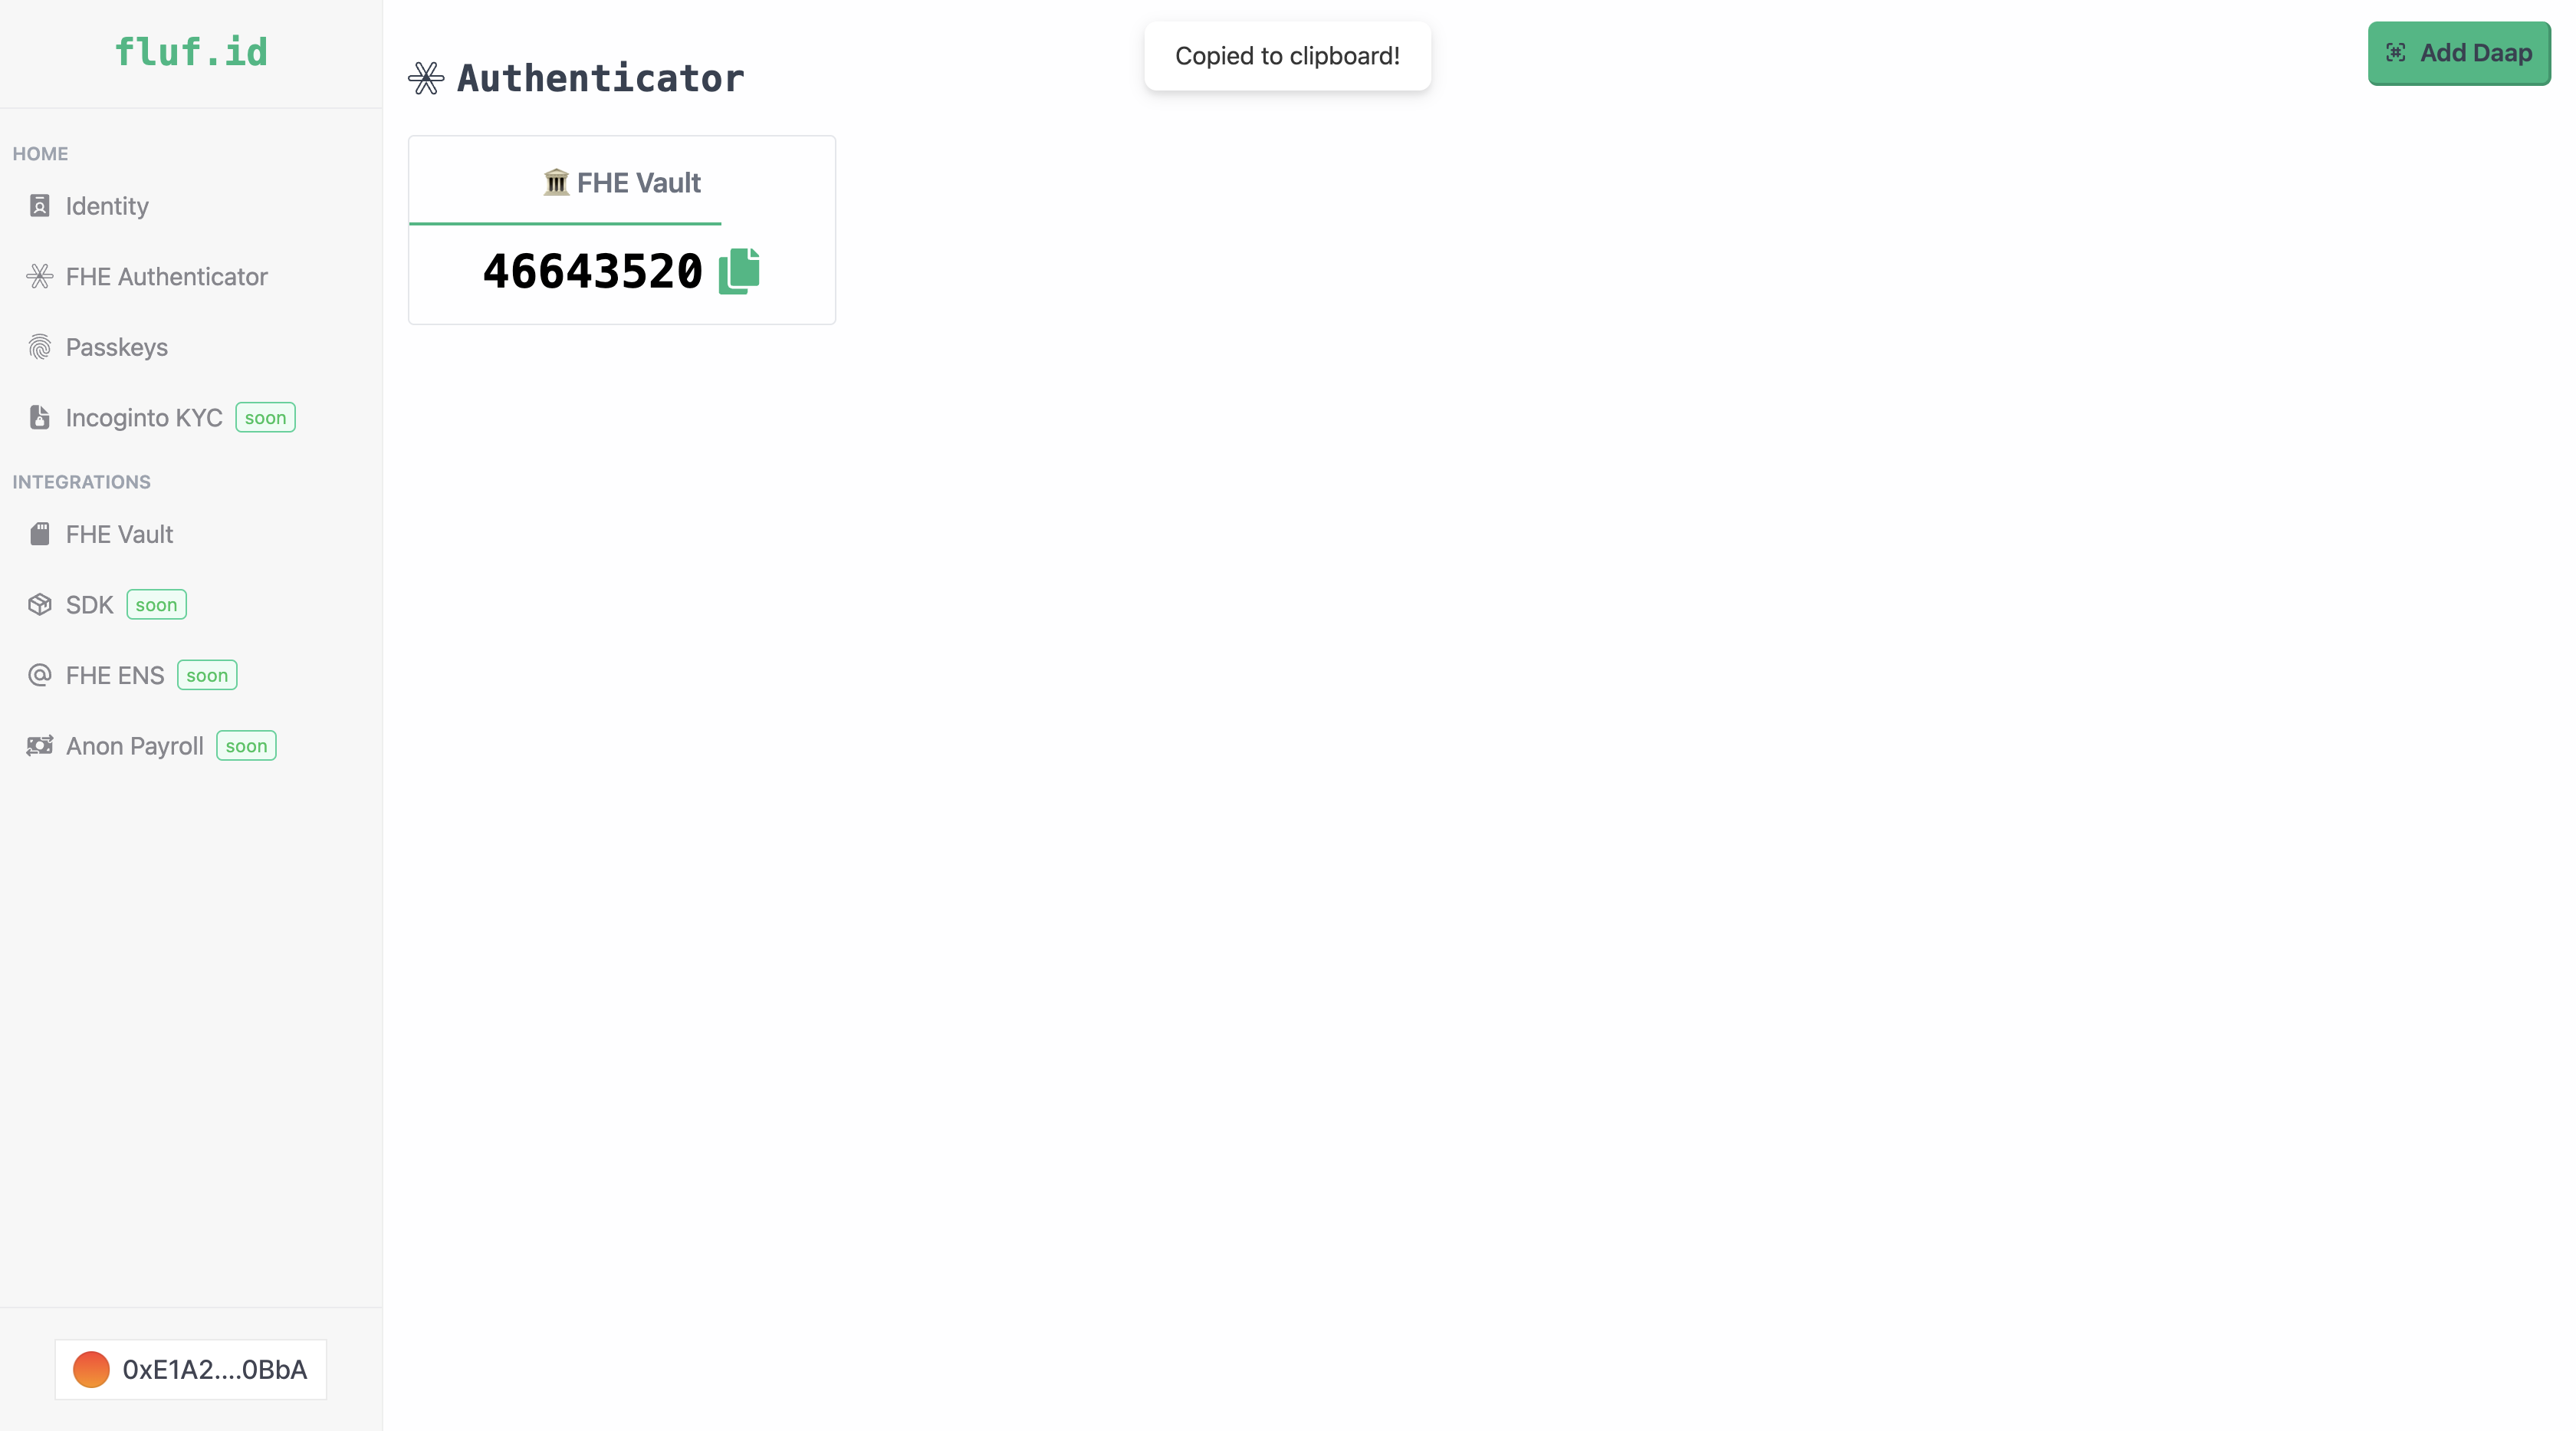 fluf.id
HOME
Identity
FHE Authenticator
Passkeys
Incoginto KYC soon
INTEGRATIONS
FHE Vault
SDK soon
FHE ENS soon
Anon Payroll soon
0xE1A2....0BbA
Authenticator
Copied to clipboard!
Add Daap
FHE Vault
46643520